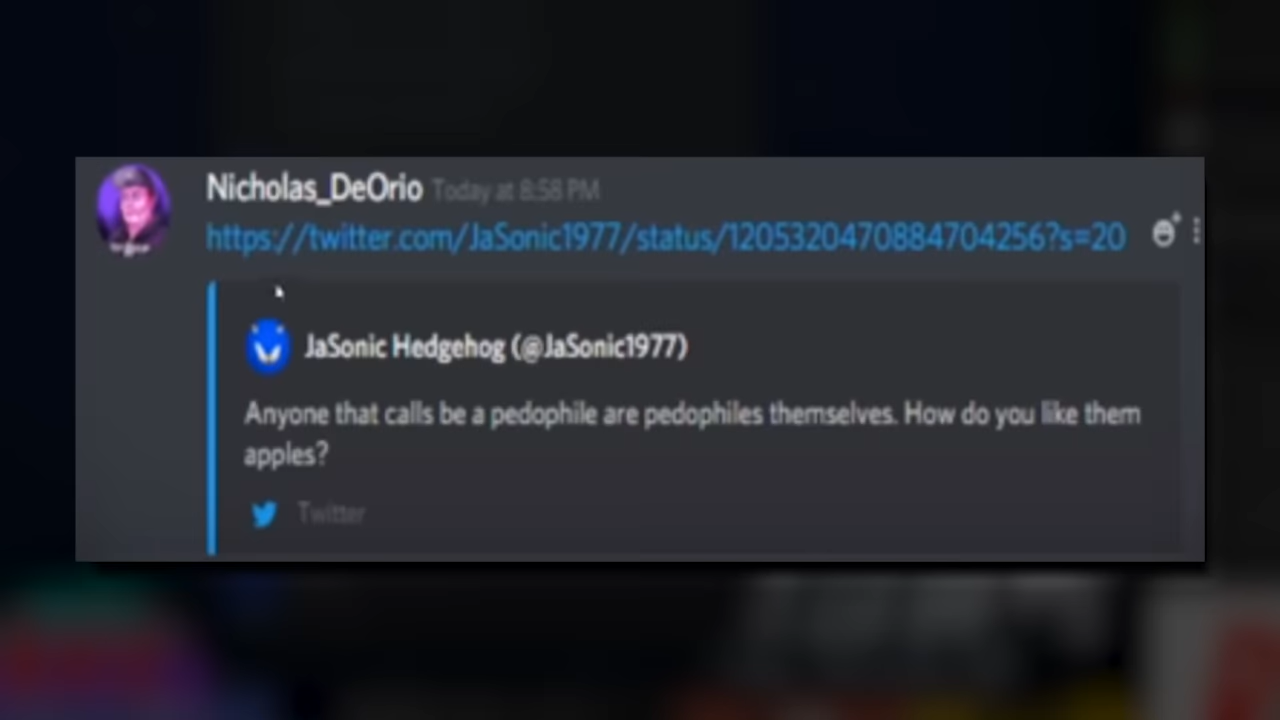 Nicholas_DeOrio Today at 8:58 PM
https://twitter.com/JaSonic1977/status/1205320470884704256?s=20
JaSonic Hedgehog (@JaSonic1977)
Anyone that calls be a pedophile are pedophiles themselves. How do you like them
apples?
Twitter